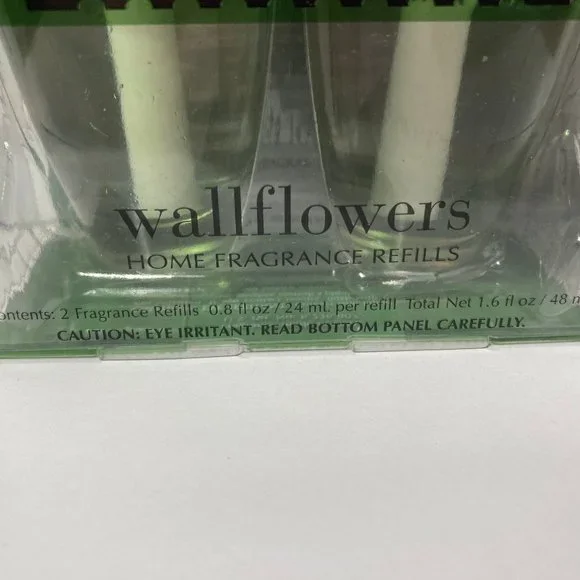 wallflowers
HOME FRAGRANCE REFILLS
ontents: 2 Fragrance Refills 0.8 fl oz / 24 ml. per refill Total Net 1.6 fl oz / 48 m
CAUTION: EYE IRRITANT. READ BOTTOM PANEL CAREFULLY.